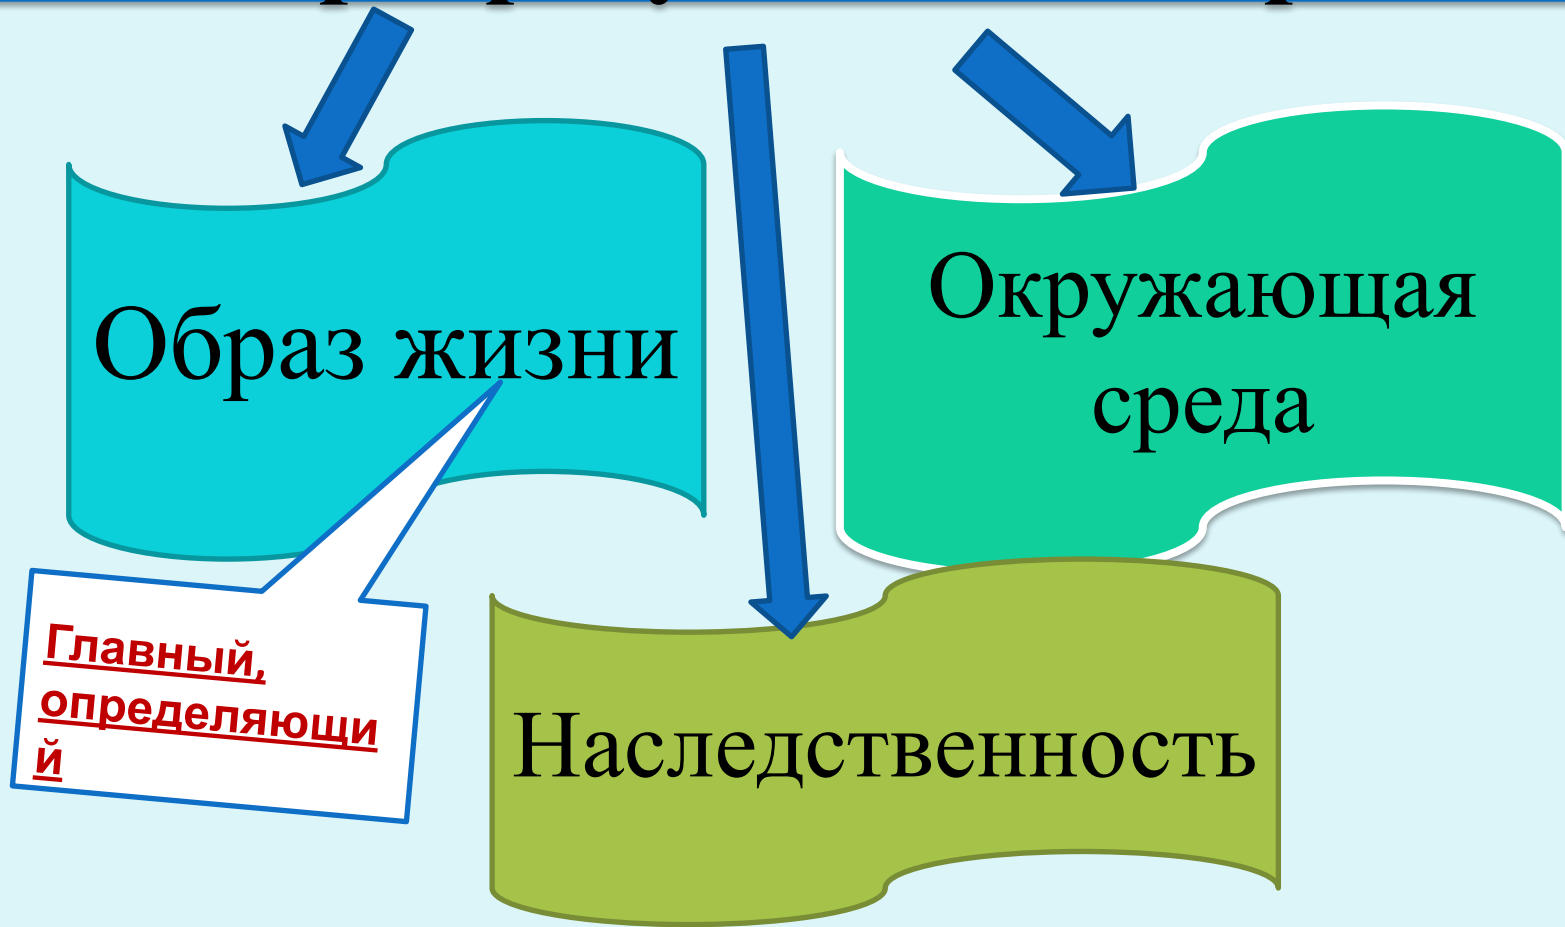 Образ жизни
Окружающая
среда
Главный,
определяющи
й
Наследственность